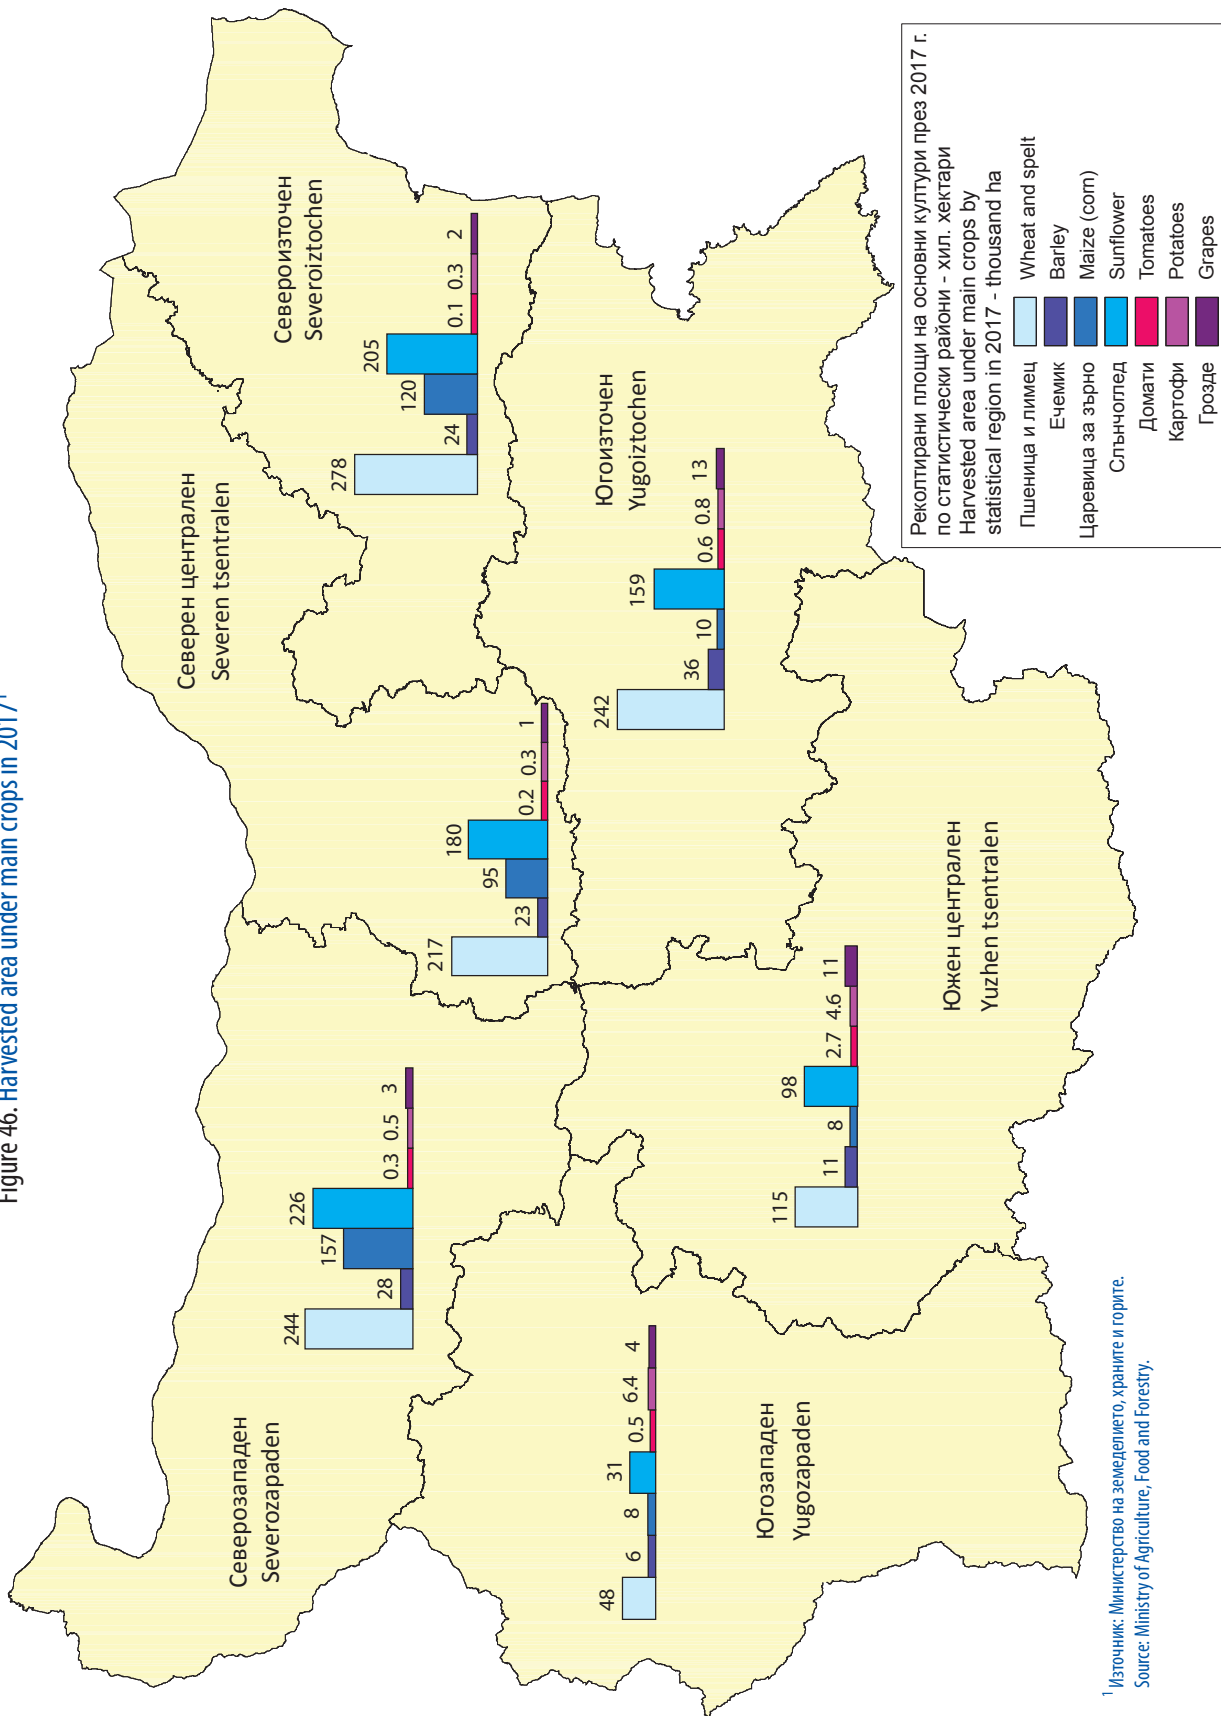 Figure 46. Harvested area under main crops in 2017¹
Северозападен
Severozapaden
244
28
157
226
0.3
0.5
3
Северен централен
Severen tsentralen
217
23
95
180
0.2
0.3
1
Североизточен
Severoiztochen
278
24
120
205
0.1
0.3
2
Югозападен
Yugozapaden
48
6
8
31
0.5
6.4
4
Южен централен
Yuzhen tsentralen
115
11
8
98
2.7
4.6
11
Югоизточен
Yugoiztochen
242
36
10
159
0.6
0.8
13
Реколтирани площи на основни култури през 2017 г.
по статистически райони - хил. хектари
Harvested area under main crops by
statistical region in 2017 - thousand ha
Пшеница и лимец Wheat and spelt
Ечемик Barley
Царевица за зърно Maize (corn)
Слънчоглед Sunflower
Домати Tomatoes
Картофи Potatoes
Грозде Grapes
¹ Източник: Министерство на земеделието, храните и горите.
Source: Ministry of Agriculture, Food and Forestry.